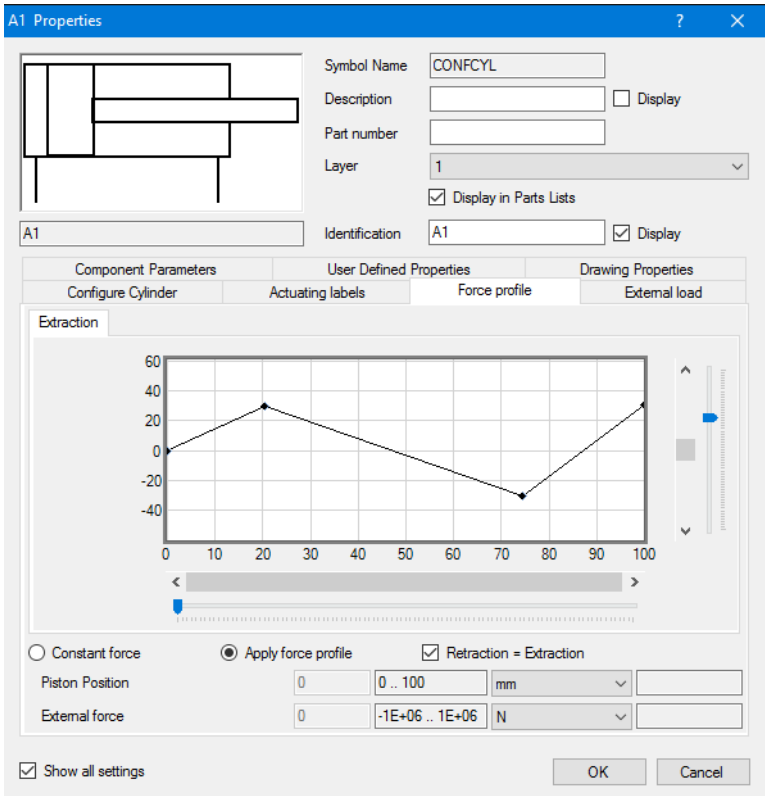 A1 Properties ? ×
Symbol Name CONFCYL
Description Display
Part number
Layer 1
Display in Parts Lists
A1 Identification A1 Display
Component Parameters User Defined Properties Drawing Properties
Configure Cylinder Actuating labels Force profile External load
Extraction
60
40
20
0
-20
-40
0 10 20 30 40 50 60 70 80 90 100
Constant force Apply force profile Retraction = Extraction
Piston Position 0 0 .. 100 mm
External force 0 -1E+06 .. 1E+06 N
Show all settings OK Cancel